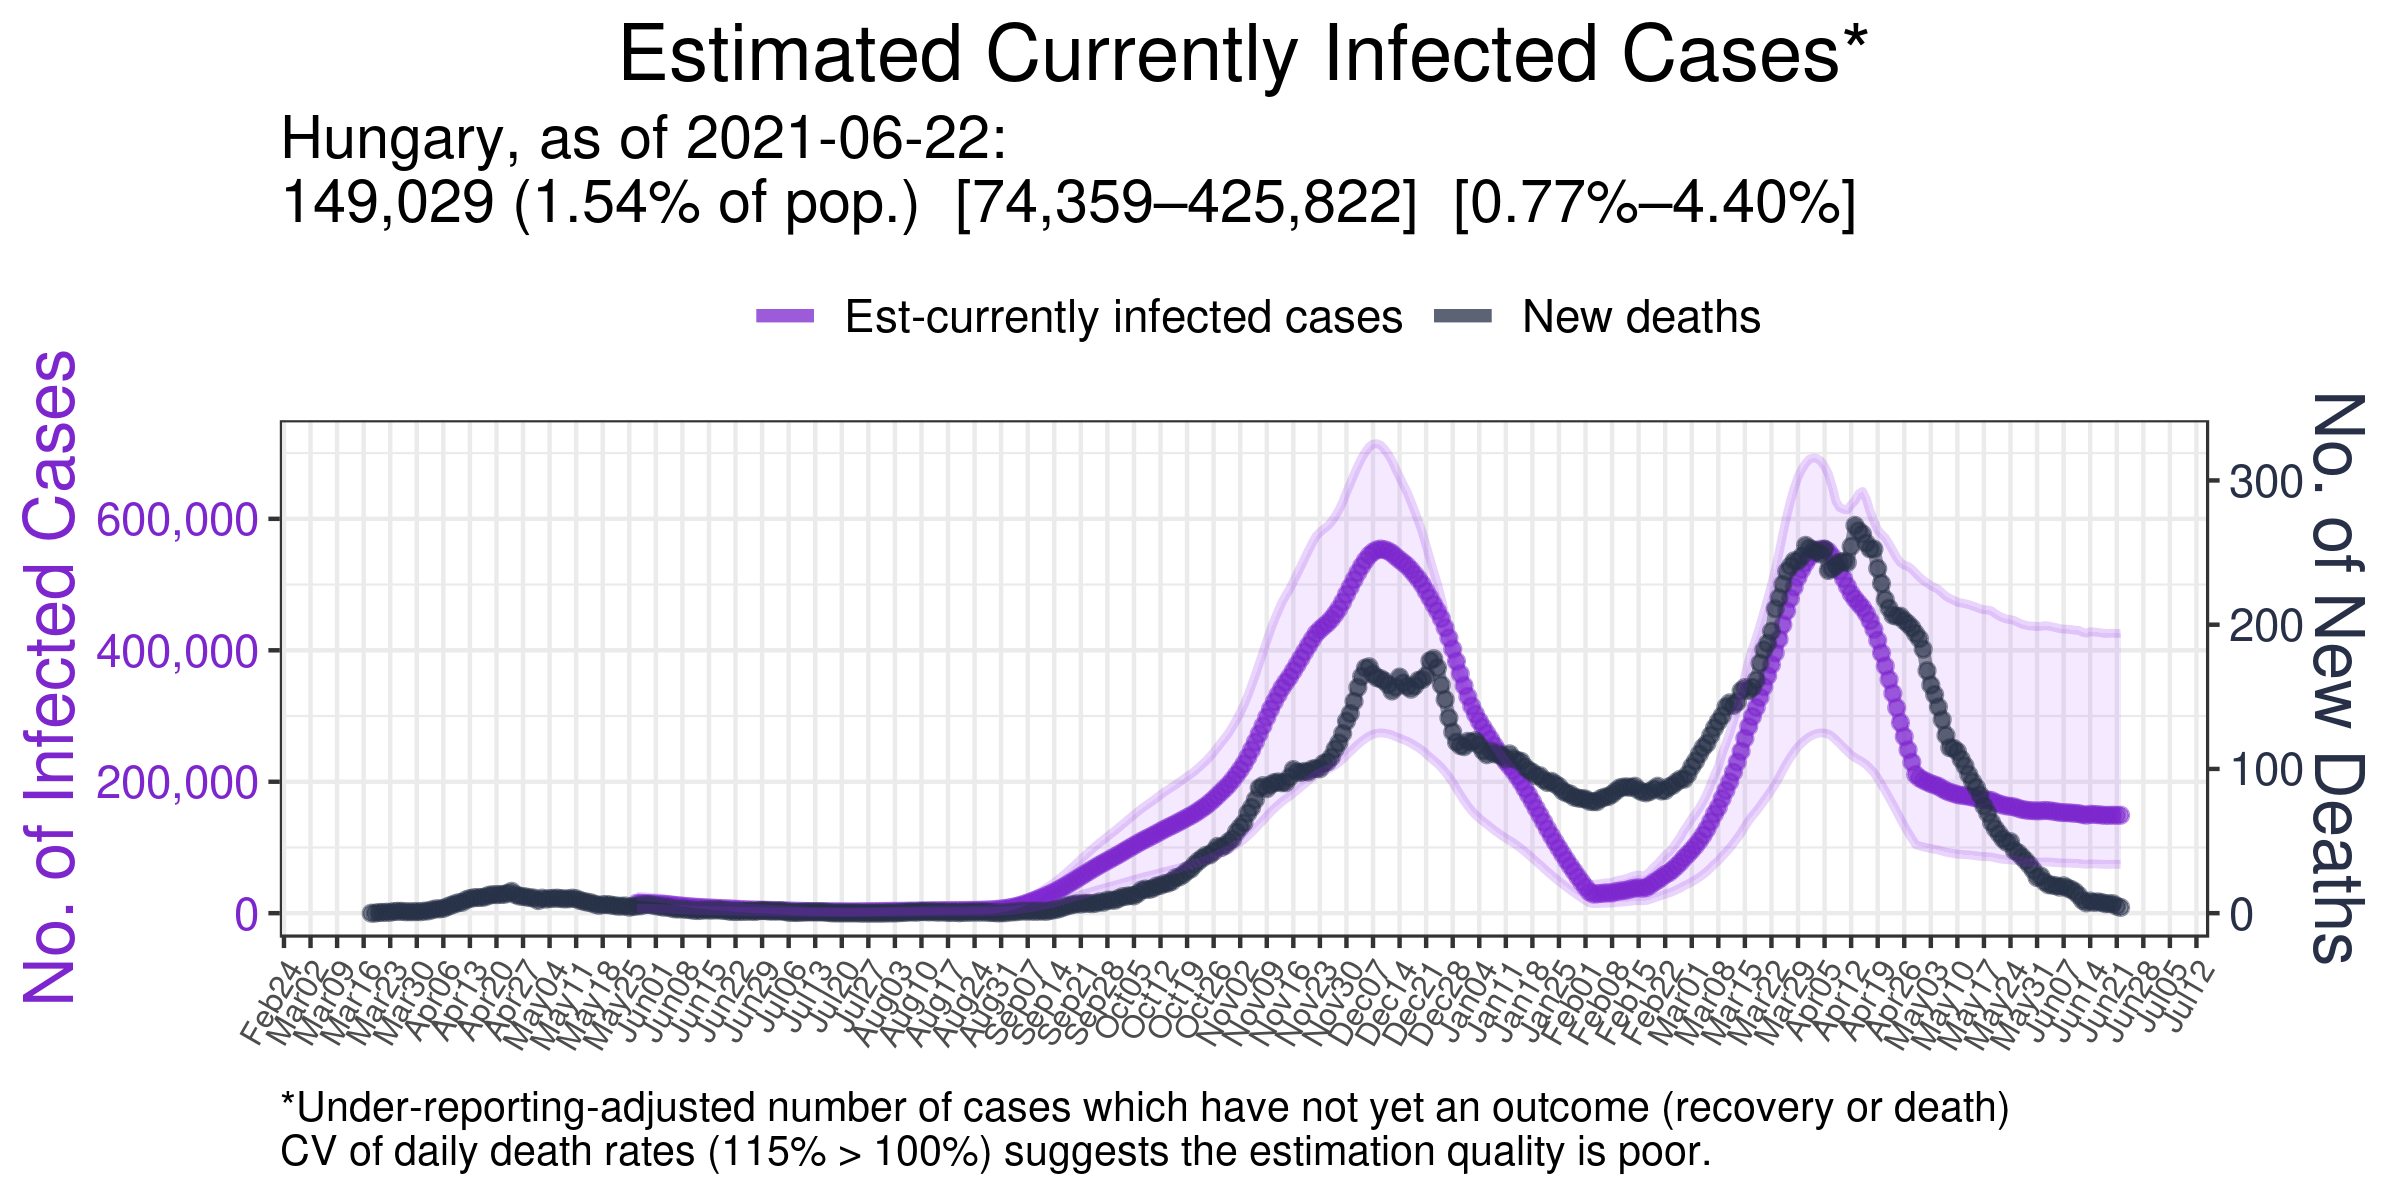 Estimated Currently Infected Cases*
Hungary, as of 2021-06-22:
149,029 (1.54% of pop.) [74,359–425,822] [0.77%–4.40%]
Est-currently infected cases
New deaths
No. of Infected Cases
600,000
400,000
200,000
0
300
200
100
0
No. of New Deaths
Feb24
Mar02
Mar09
Mar16
Mar23
Mar30
Apr06
Apr13
Apr20
Apr27
May04
May11
May18
May25
Jun01
Jun08
Jun15
Jun22
Jun29
Jul06
Jul13
Jul20
Jul27
Aug03
Aug10
Aug17
Aug24
Aug31
Sep07
Sep14
Sep21
Sep28
Oct05
Oct12
Oct19
Oct26
Nov02
Nov09
Nov16
Nov23
Nov30
Dec07
Dec14
Dec21
Dec28
Jan04
Jan11
Jan18
Jan25
Feb01
Feb08
Feb15
Feb22
Mar01
Mar08
Mar15
Mar22
Mar29
Apr05
Apr12
Apr19
Apr26
May03
May10
May17
May24
May31
Jun07
Jun14
Jun21
Jun28
Jul05
Jul12
*Under-reporting-adjusted number of cases which have not yet an outcome (recovery or death)
CV of daily death rates (115% > 100%) suggests the estimation quality is poor.